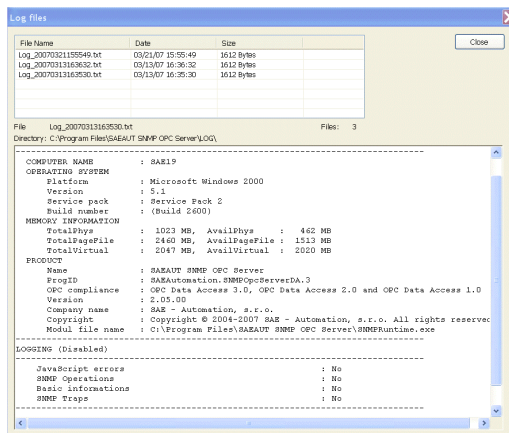 Log files
File Name Date Size
Log_20070321155549.txt 03/21/07 15:55:49 1612 Bytes
Log_20070313163632.txt 03/13/07 16:36:32 1612 Bytes
Log_20070313163530.txt 03/13/07 16:35:30 1612 Bytes
Close
File Log_20070313163530.txt Files: 3
Directory: C:\Program Files\SAEAUT SNMP OPC Server\LOG\
COMPUTER NAME : SAE19
OPERATING SYSTEM
Platform : Microsoft Windows 2000
Version : 5.1
Service pack : Service Pack 2
Build number : (Build 2600)
MEMORY INFORMATION
TotalPhys : 1023 MB, AvailPhys : 462 MB
TotalPageFile : 2460 MB, AvailPageFile : 1513 MB
TotalVirtual : 2047 MB, AvailVirtual : 2020 MB
PRODUCT
Name : SAEAUT SNMP OPC Server
ProgID : SAEAutomation.SNMPOpcServerDA.3
OPC compliance : OPC Data Access 3.0, OPC Data Access 2.0 and OPC Data Access 1.0
Version : 2.05.00
Company name : SAE - Automation, s.r.o.
Copyright : Copyright © 2004-2007 SAE - Automation, s.r.o. All rights reserved
Modul file name : C:\Program Files\SAEAUT SNMP OPC Server\SNMPRuntime.exe
LOGGING (Disabled)
JavaScript errors : No
SNMP Operations : No
Basic informations : No
SNMP Traps : No